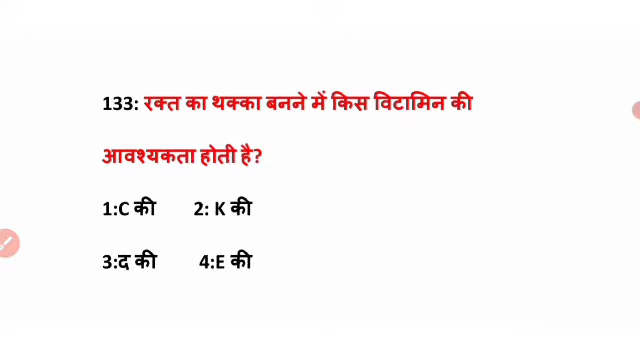 133: रक्त का थक्का बनने में किस विटामिन की
आवश्यकता होती है?
1:C की 2: K की
3:द की 4:E की